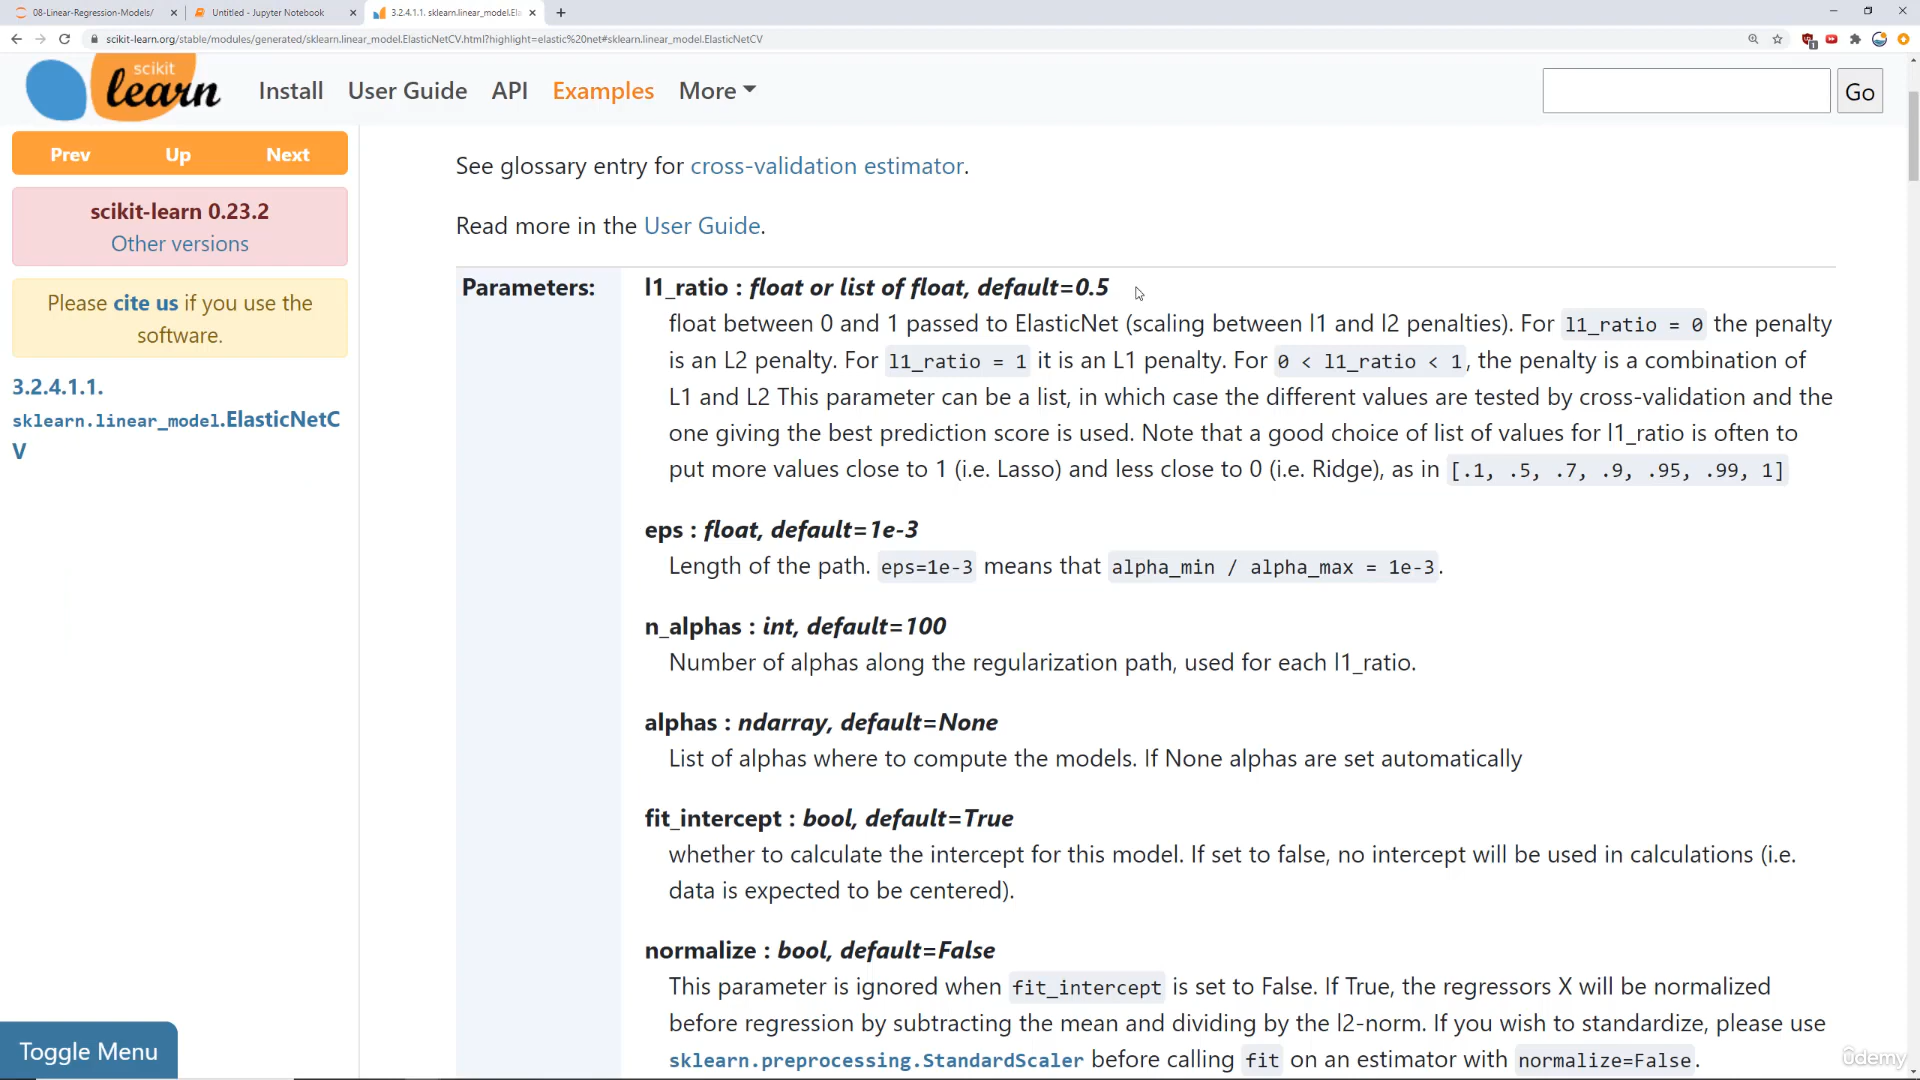 08-Linear-Regression-Models/
Untitled - Jupyter Notebook
3.2.4.1.1. sklearn.linear_model.Ela
scikit-learn.org/stable/modules/generated/sklearn.linear_model.ElasticNetCV.html?highlight=elastic%20net#sklearn.linear_model.ElasticNetCV
1
scikit
learn
Install
User Guide
API
Examples
More
Go
Prev
Up
Next
scikit-learn 0.23.2
Other versions
Please cite us if you use the
software.
3.2.4.1.1.
sklearn.linear_model.ElasticNetC
V
See glossary entry for cross-validation estimator.
Read more in the User Guide.
Parameters:
l1_ratio : float or list of float, default=0.5
float between 0 and 1 passed to ElasticNet (scaling between l1 and l2 penalties). For l1_ratio = 0 the penalty
is an L2 penalty. For l1_ratio = 1 it is an L1 penalty. For 0 < l1_ratio < 1, the penalty is a combination of
L1 and L2 This parameter can be a list, in which case the different values are tested by cross-validation and the
one giving the best prediction score is used. Note that a good choice of list of values for l1_ratio is often to
put more values close to 1 (i.e. Lasso) and less close to 0 (i.e. Ridge), as in [.1, .5, .7, .9, .95, .99, 1]
eps : float, default=1e-3
Length of the path. eps=1e-3 means that alpha_min / alpha_max = 1e-3.
n_alphas : int, default=100
Number of alphas along the regularization path, used for each l1_ratio.
alphas : ndarray, default=None
List of alphas where to compute the models. If None alphas are set automatically
fit_intercept : bool, default=True
whether to calculate the intercept for this model. If set to false, no intercept will be used in calculations (i.e.
data is expected to be centered).
normalize : bool, default=False
This parameter is ignored when fit_intercept is set to False. If True, the regressors X will be normalized
before regression by subtracting the mean and dividing by the l2-norm. If you wish to standardize, please use
sklearn.preprocessing.StandardScaler before calling fit on an estimator with normalize=False.
Toggle Menu
ûdemy